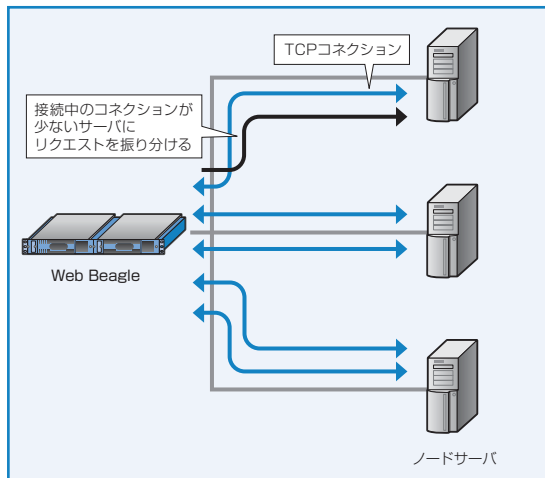 TCPコネクション
接続中のコネクションが
少ないサーバに
リクエストを振り分ける
Web Beagle
ノードサーバ